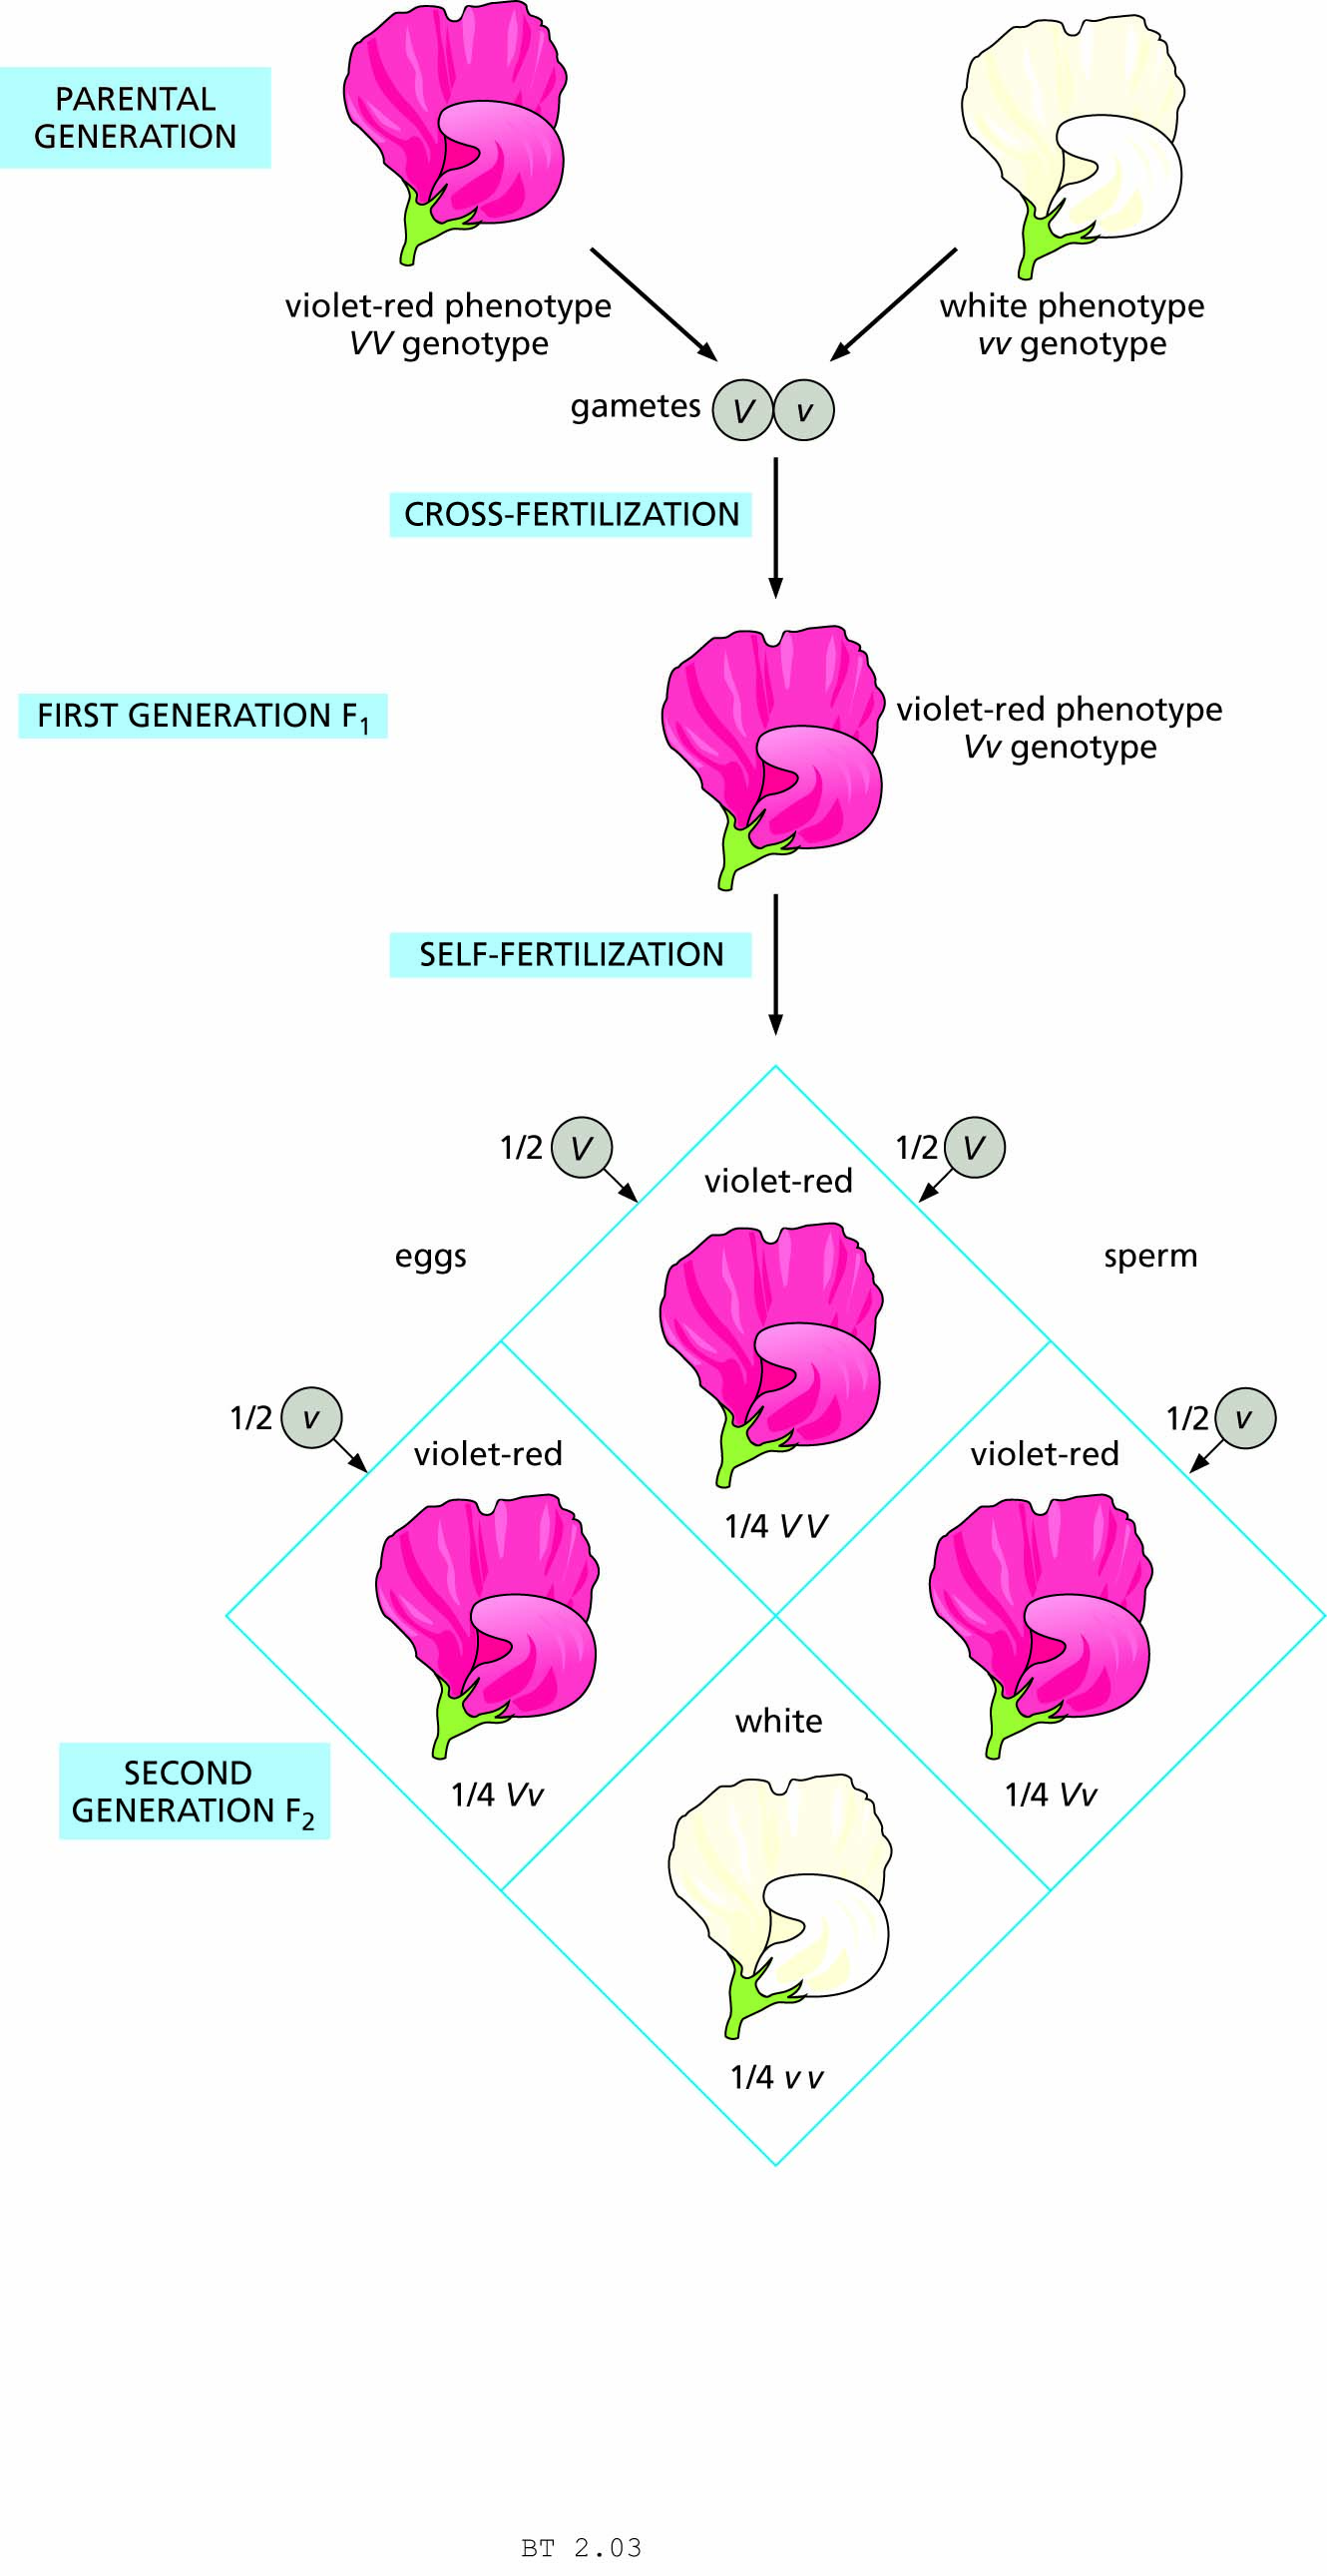 PARENTAL
GENERATION
violet-red phenotype
VV genotype
white phenotype
vv genotype
gametes V v
CROSS-FERTILIZATION
FIRST GENERATION F1
violet-red phenotype
Vv genotype
SELF-FERTILIZATION
1/2 V
1/2 V
violet-red
eggs
sperm
1/2 v
1/2 v
violet-red
violet-red
1/4 VV
white
1/4 Vv
1/4 Vv
SECOND
GENERATION F2
1/4 vv
BT 2.03